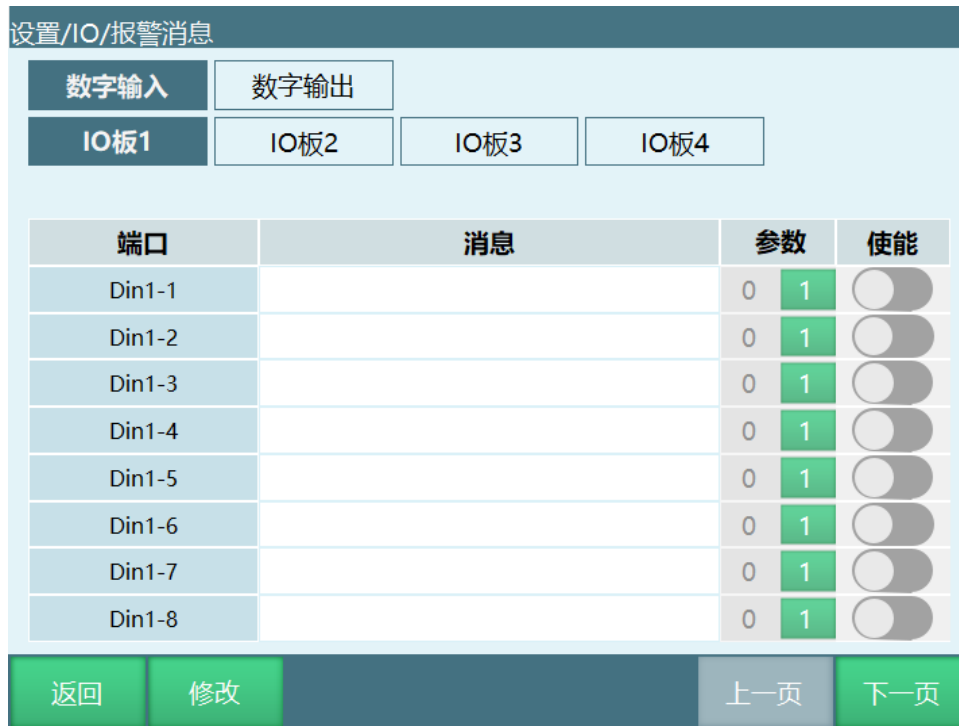 设置/IO/报警消息
数字输入 数字输出
IO板1 IO板2 IO板3 IO板4
端口 消息 参数 使能
Din1-1 0 1
Din1-2 0 1
Din1-3 0 1
Din1-4 0 1
Din1-5 0 1
Din1-6 0 1
Din1-7 0 1
Din1-8 0 1
返回 修改 上一页 下一页